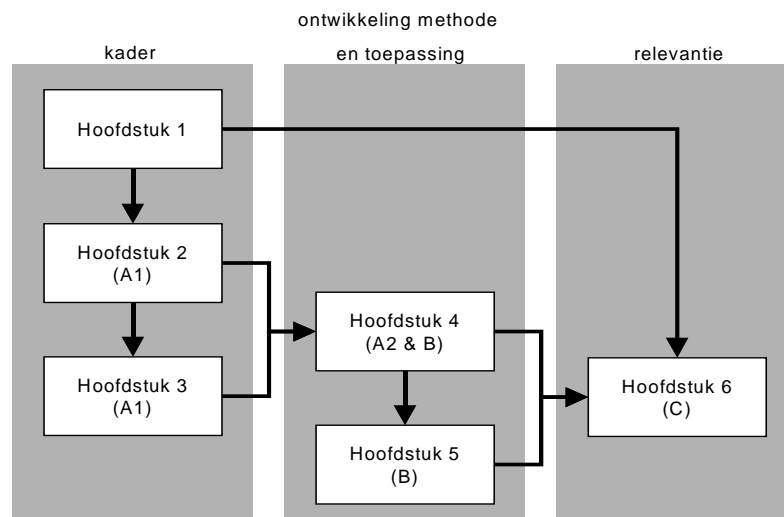 ontwikkeling methode
kader
en toepassing
relevantie
Hoofdstuk 1
Hoofdstuk 2
(A1)
Hoofdstuk 3
(A1)
Hoofdstuk 4
(A2 & B)
Hoofdstuk 5
(B)
Hoofdstuk 6
(C)